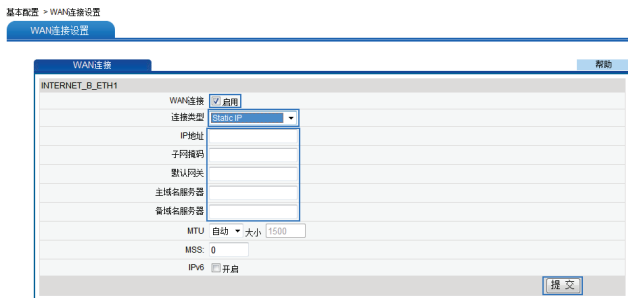 基本配置 > WAN连接设置
WAN连接设置
WAN连接 帮助
INTERNET_B_ETH1
WAN连接 启用
连接类型 Static IP
IP地址
子网掩码
默认网关
主域名服务器
备域名服务器
MTU 自动 大小 1500
MSS: 0
IPv6 开启
提 交